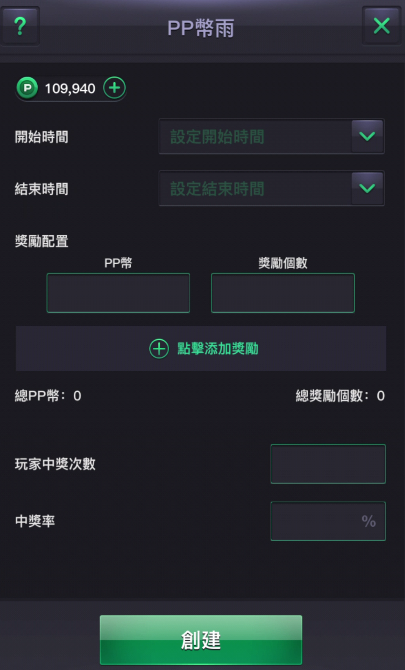 ?
PP幣雨
P 109,940
開始時間 設定開始時間
結束時間 設定結束時間
獎勵配置
PP幣 獎勵個數
點擊添加獎勵
總PP幣：0 總獎勵個數：0
玩家中獎次數
中獎率 %
創建